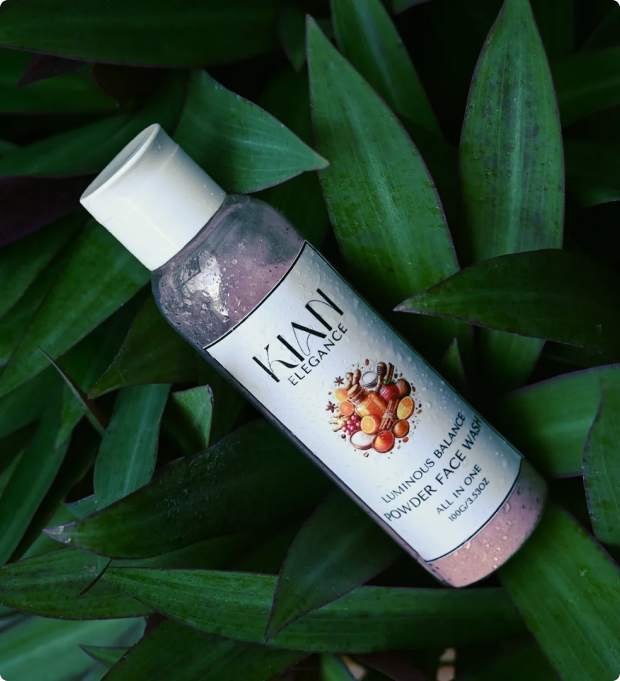 KIAN
ELEGANCE
LUMINOUS BALANCE
POWDER FACE WASH
ALL IN ONE
100G/3.53OZ